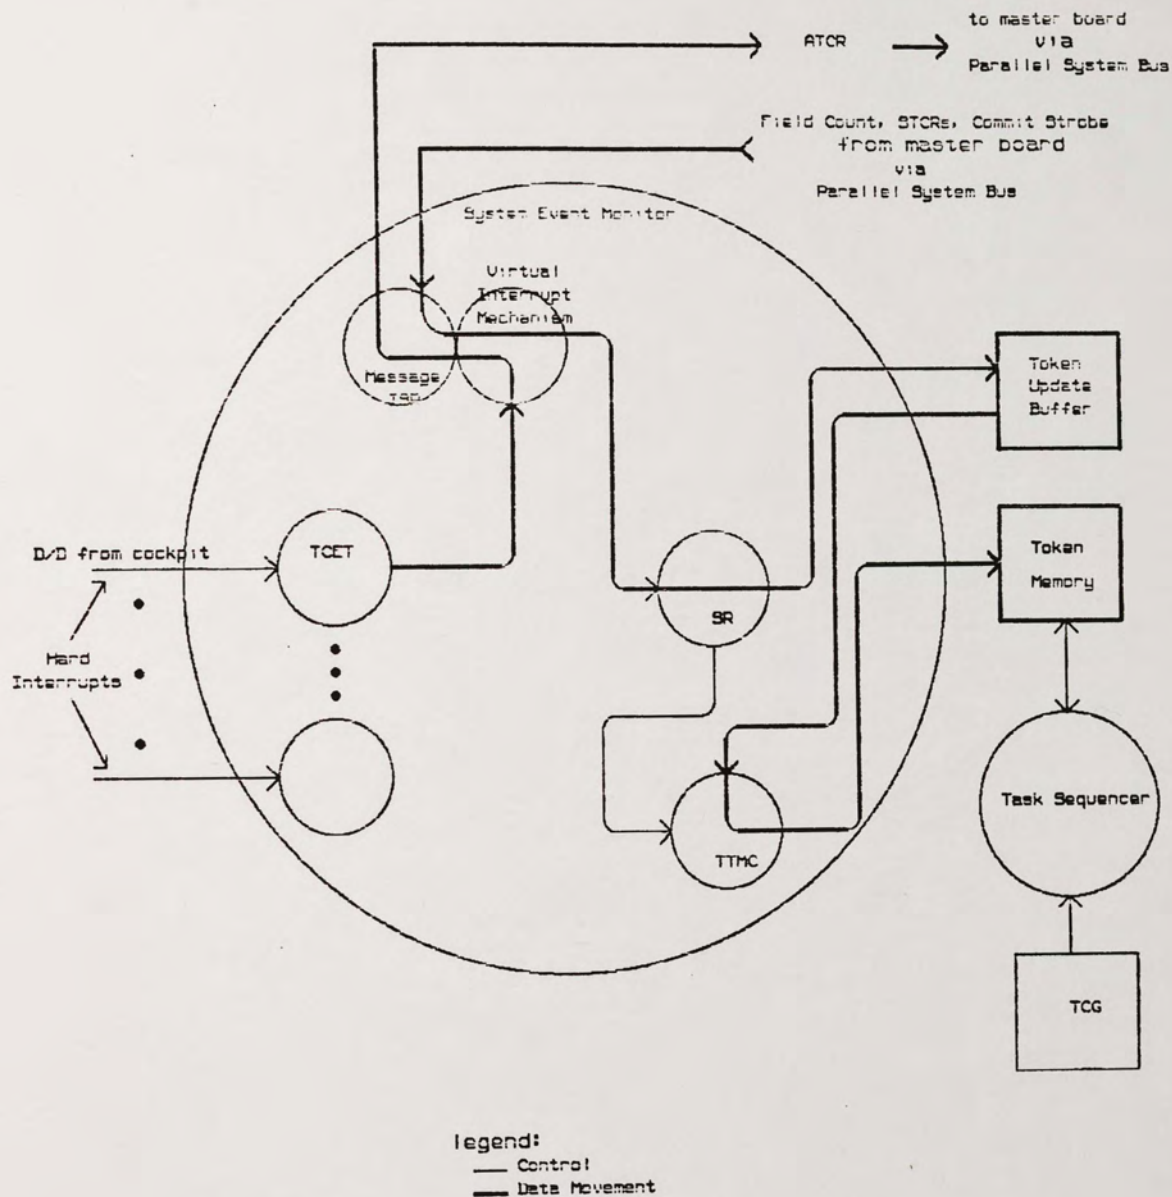 to master board
via
Parallel System Bus
ATCR
Field Count, STCRs, Commit Strobe
from master board
via
Parallel System Bus
System Event Monitor
Virtual
Interrupt
Mechanism
Message
Token
Update
Buffer
D/D from cockpit
TCET
Token
Memory
SR
Hard
Interrupts
Task Sequencer
TTMC
TCG
legend:
Control
Data Movement